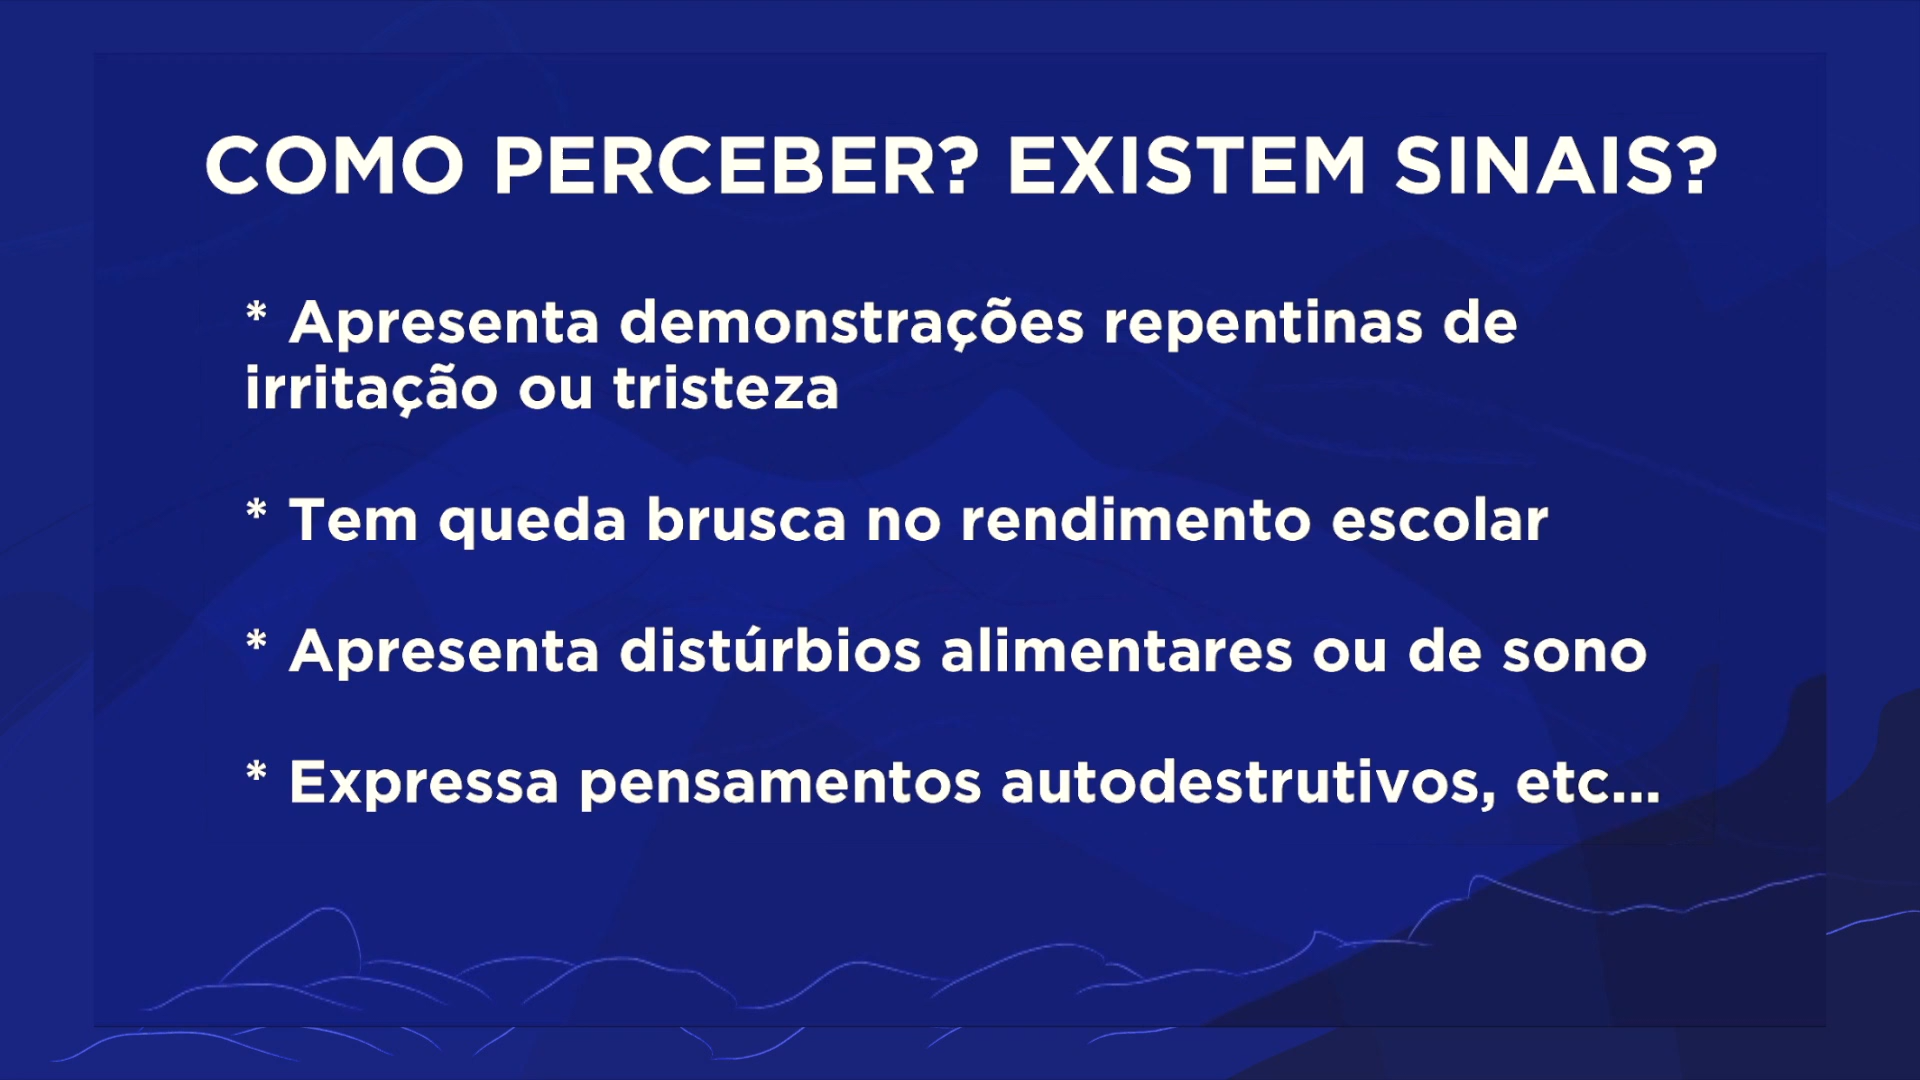 COMO PERCEBER? EXISTEM SINAIS?
* Apresenta demonstrações repentinas de
irritação ou tristeza
* Tem queda brusca no rendimento escolar
* Apresenta distúrbios alimentares ou de sono
* Expressa pensamentos autodestrutivos, etc...